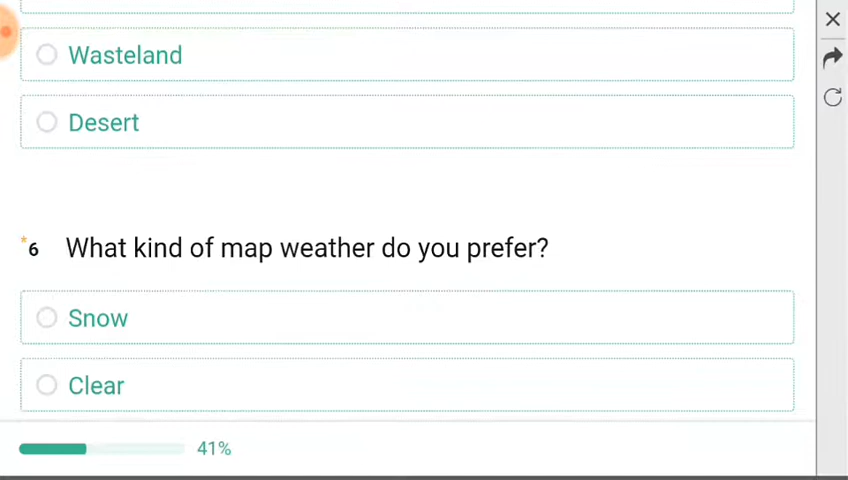 Wasteland
Desert
*6 What kind of map weather do you prefer?
Snow
Clear
41%